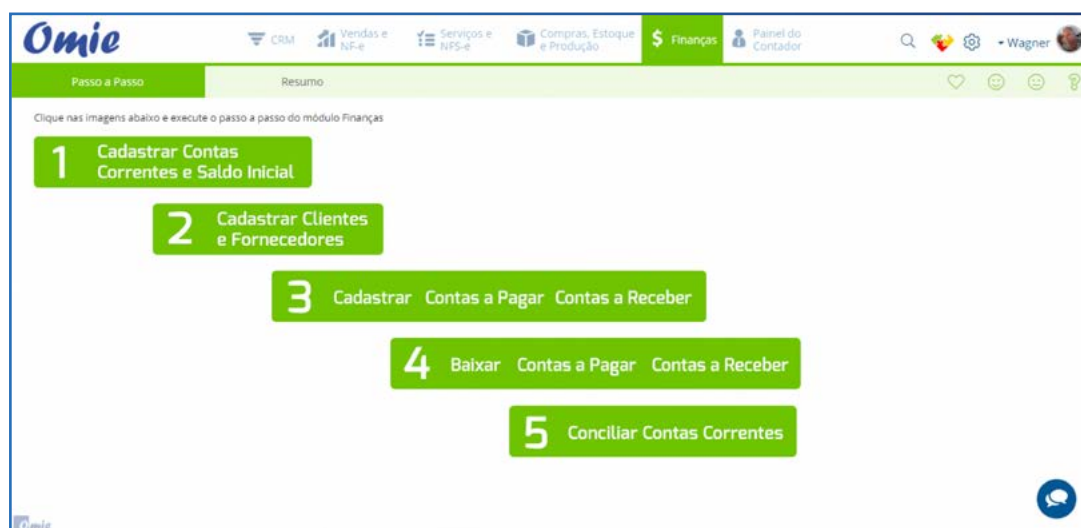 Omie
CRM
Vendas e
NF-e
Serviços e
NFS-e
Compras, Estoque
e Produção
$ Finanças
Painel do
Contador
Wagner
Passo a Passo
Resumo
Clique nas imagens abaixo e execute o passo a passo do módulo Finanças
1 Cadastrar Contas
Correntes e Saldo Inicial
2 Cadastrar Clientes
e Fornecedores
3 Cadastrar Contas a Pagar Contas a Receber
4 Baixar Contas a Pagar Contas a Receber
5 Conciliar Contas Correntes
Omie